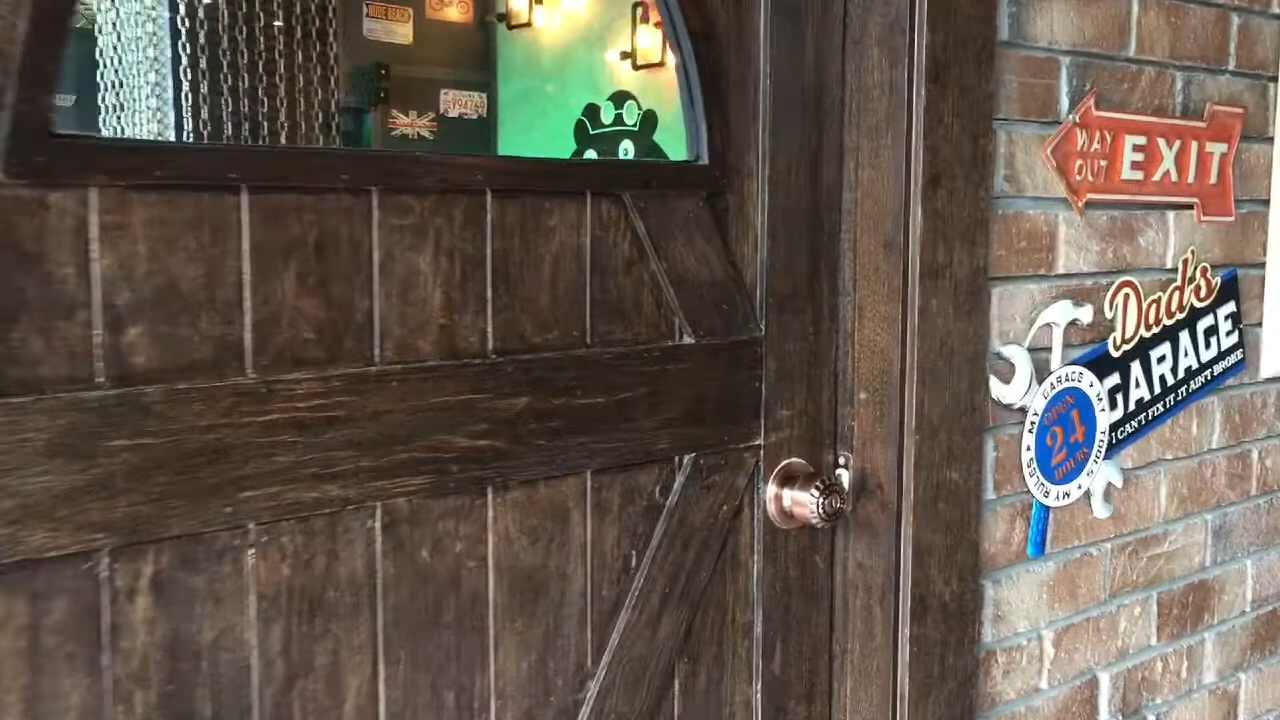 NUDE BEACH
V94769
WAY
OUT
EXIT
Dad's
GARAGE
I CAN'T FIX IT IT AIN'T BROKE
MY GARAGE ★ MY TOOLS ★ MY RULES ★
OPEN
24
HOURS